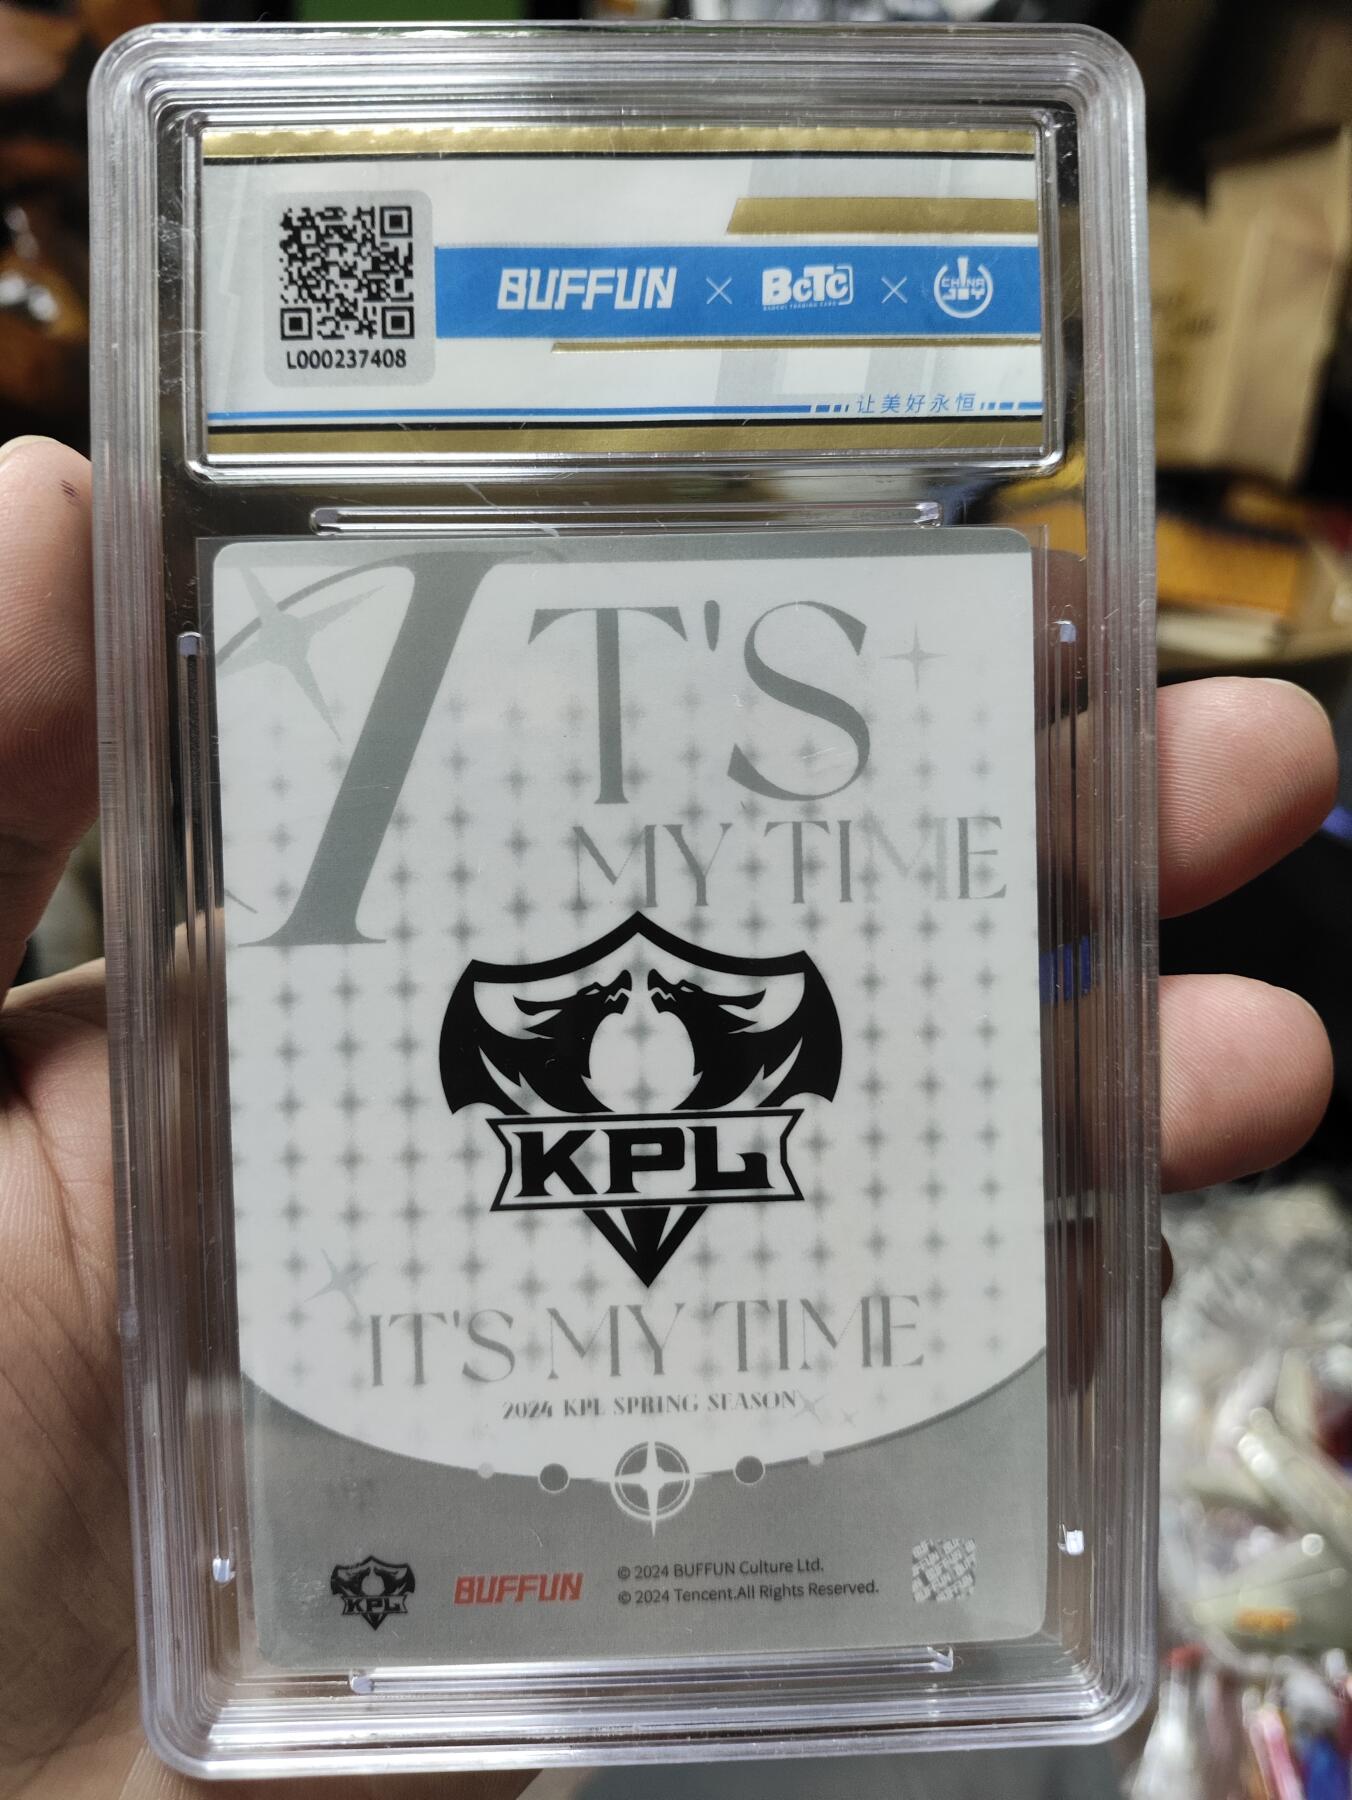 BUFFUN × BCTC × CHINA JOY
L000237408
让美好永恒
IT'S
MY TIME
KPL
IT'S MY TIME
2024 KPL SPRING SEASON
KPL
BUFFUN
© 2024 BUFFUN Culture Ltd.
© 2024 Tencent.All Rights Reserved.